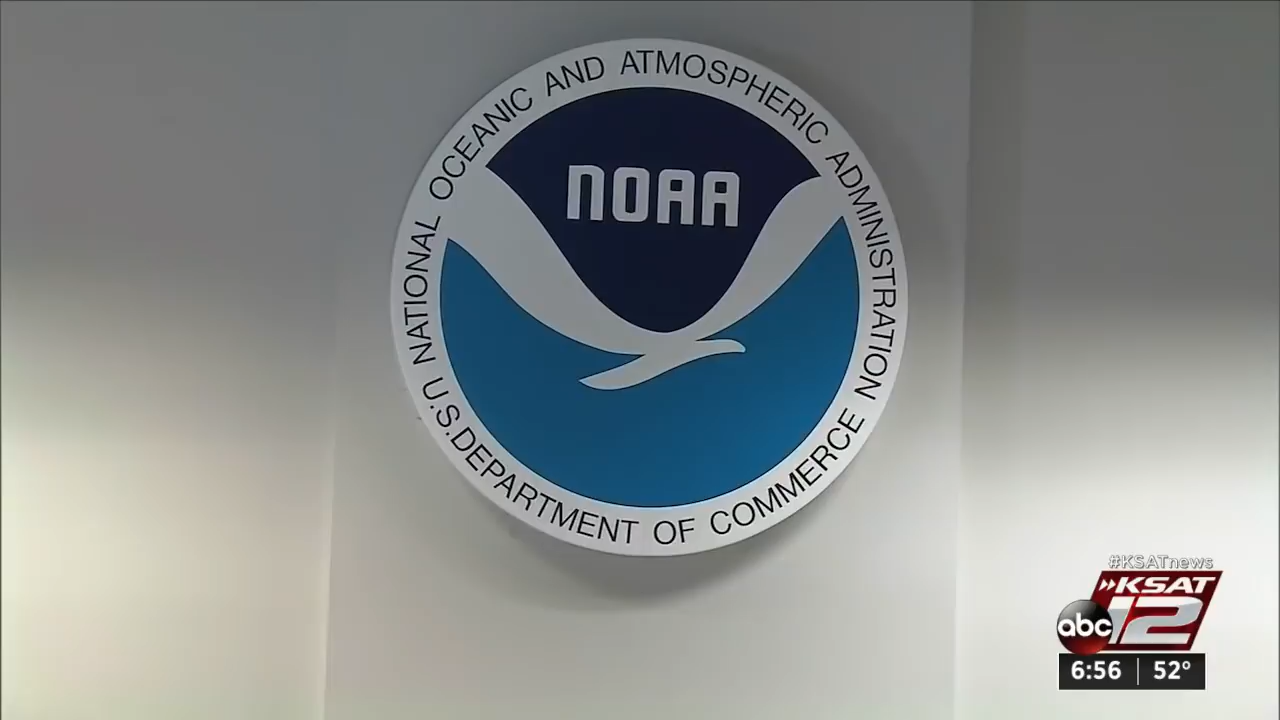 NATIONAL OCEANIC AND ATMOSPHERIC ADMINISTRATION
NOAA
U.S. DEPARTMENT OF COMMERCE
#KSATnews
KSAT
abc 12
6:56 52°